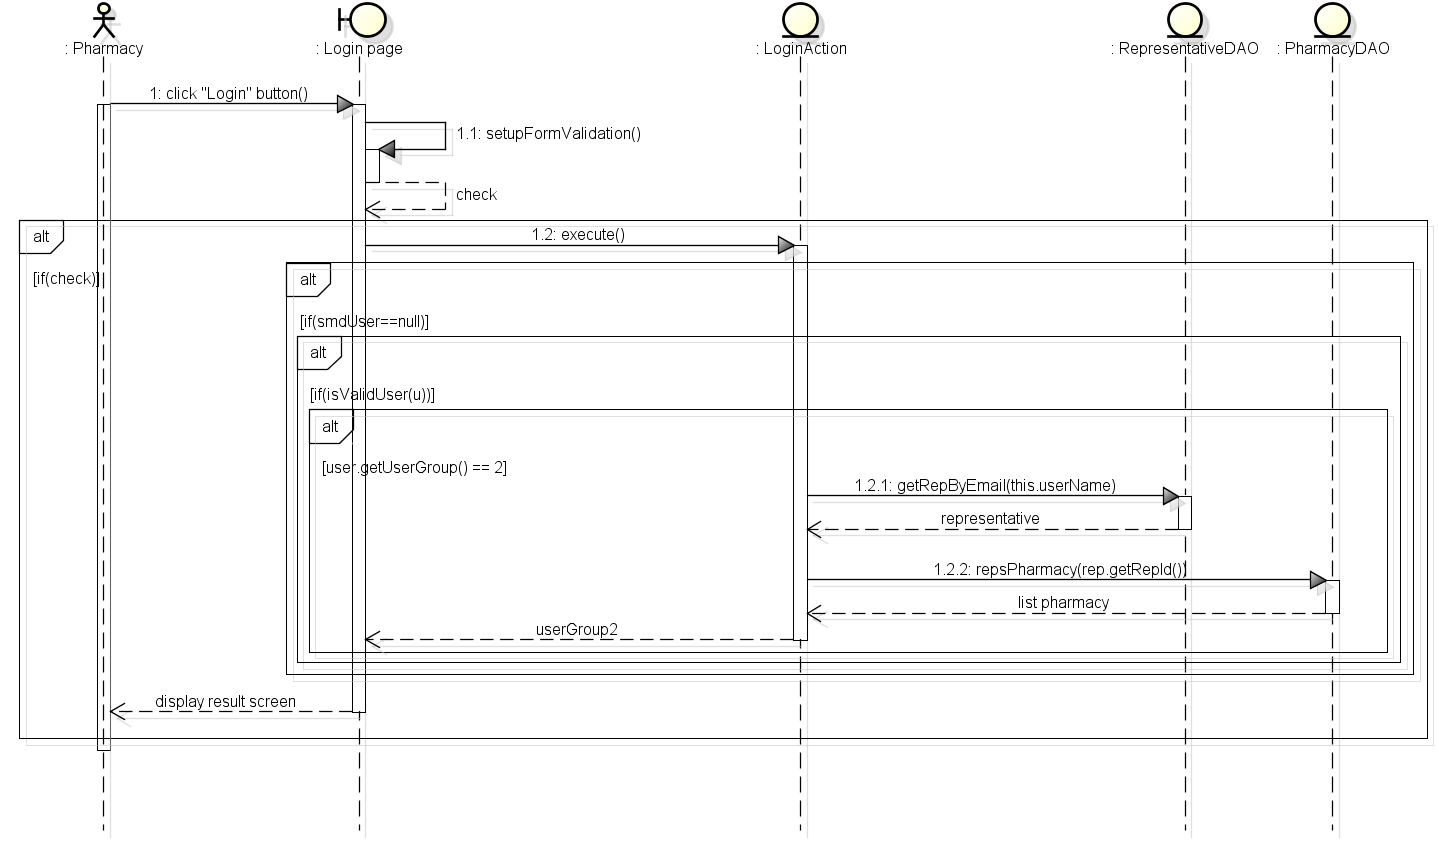 : Pharmacy
: Login page
: LoginAction
: RepresentativeDAO
: PharmacyDAO
1: click "Login" button()
1.1: setupFormValidation()
check
alt
1.2: execute()
[if(check)]
alt
[if(smdUser==null)]
alt
[if(isValidUser(u))]
alt
[user.getUserGroup() == 2]
1.2.1: getRepByEmail(this.userName)
representative
1.2.2: repsPharmacy(rep.getRepId())
list pharmacy
userGroup2
display result screen